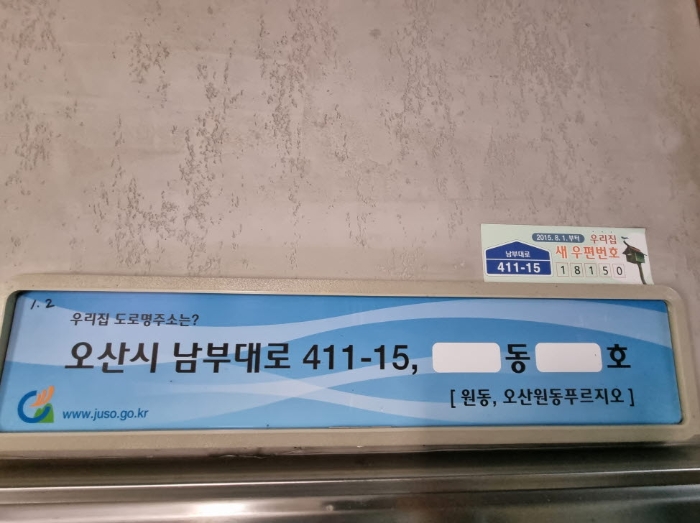 2015. 8. 1. 부터 우리집
새 우편번호
남부대로
411-15
18150
1.2
우리집 도로명주소는?
오산시 남부대로 411-15, 동 호
[ 원동, 오산원동푸르지오 ]
www.juso.go.kr